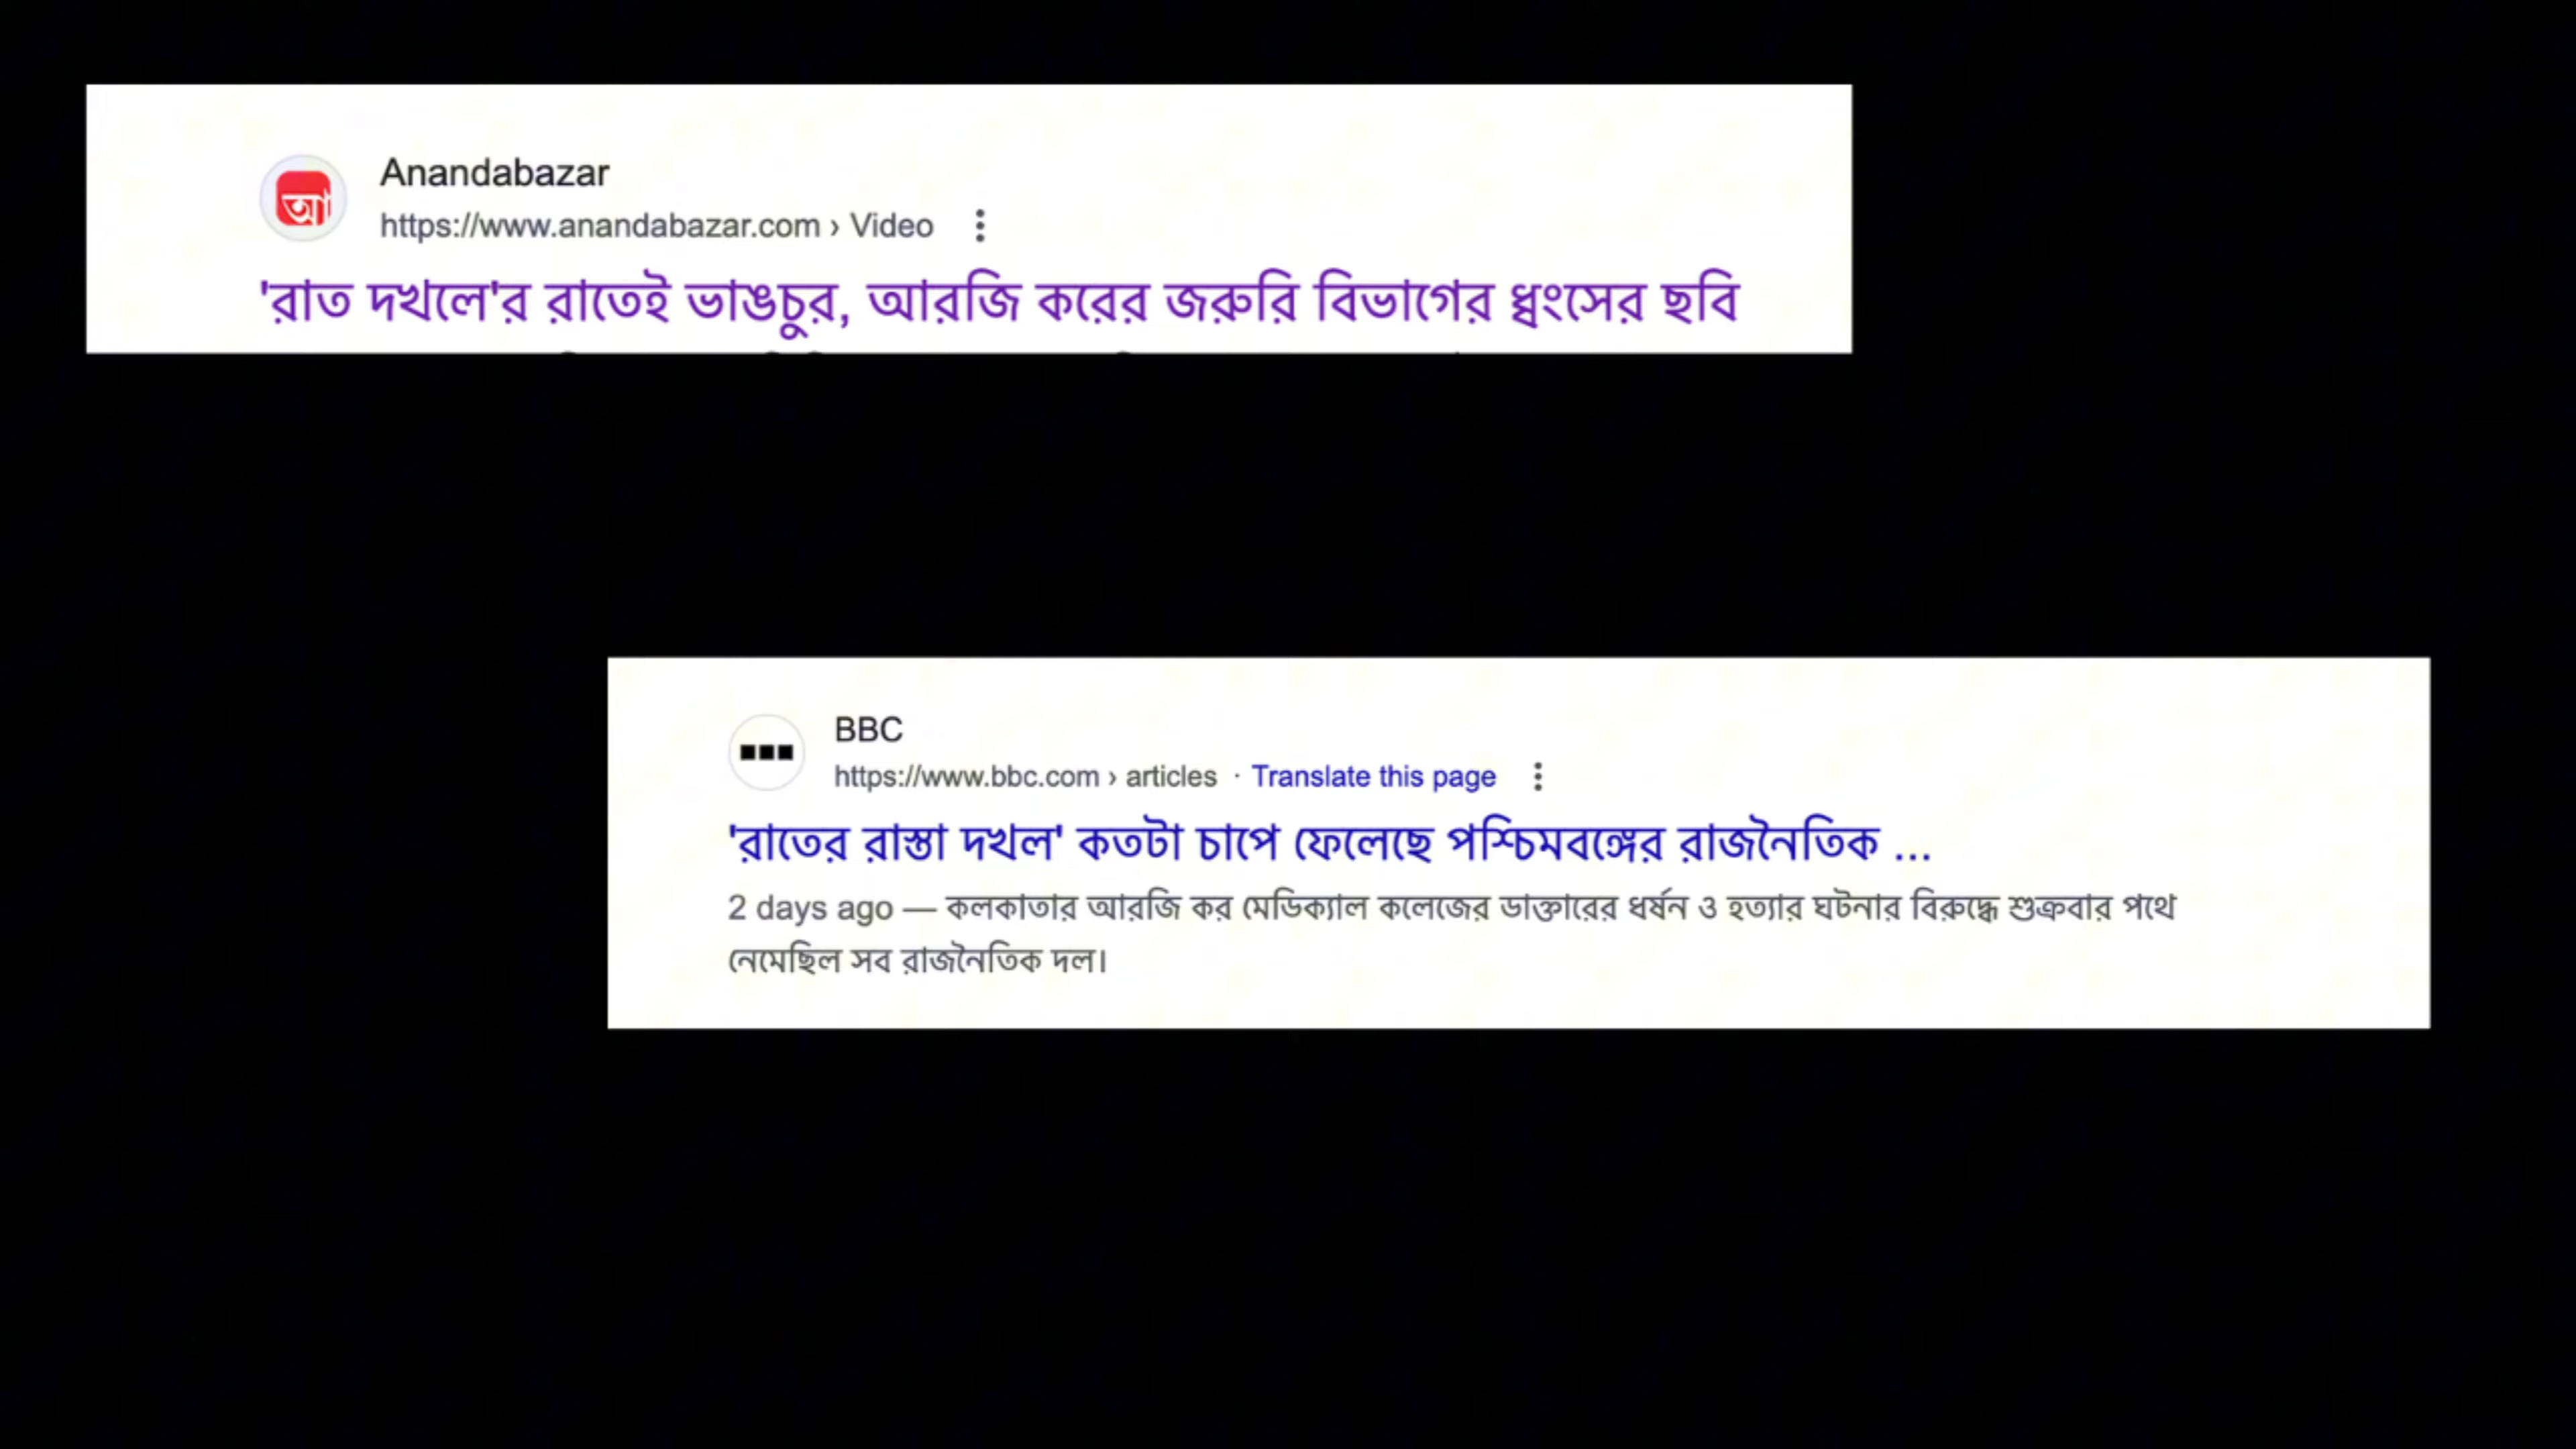 Anandabazar
https://www.anandabazar.com › Video
'রাত দখলে'র রাতেই ভাঙচুর, আরজি করের জরুরি বিভাগের ধ্বংসের ছবি
BBC
https://www.bbc.com › articles · Translate this page
'রাতের রাস্তা দখল' কতটা চাপে ফেলেছে পশ্চিমবঙ্গের রাজনৈতিক ...
2 days ago — কলকাতার আরজি কর মেডিক্যাল কলেজের ডাক্তারের ধর্ষন ও হত্যার ঘটনার বিরুদ্ধে শুক্রবার পথে
নেমেছিল সব রাজনৈতিক দল।